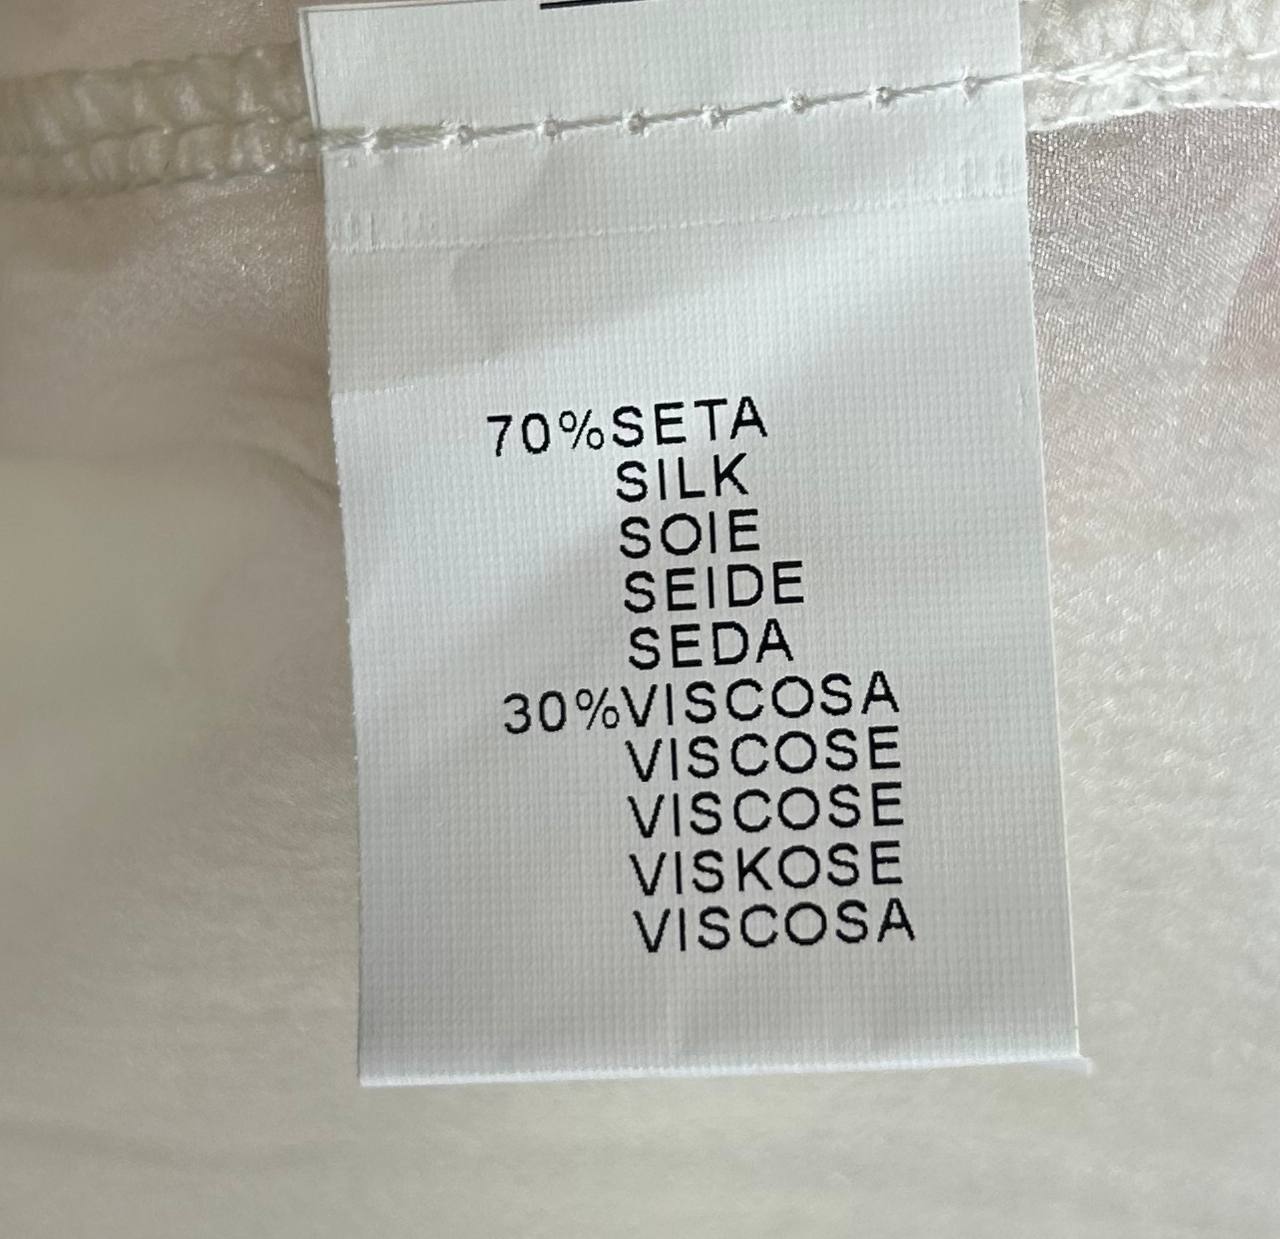 70%SETA
SILK
SOIE
SEIDE
SEDA
30%VISCOSA
VISCOSE
VISCOSE
VISKOSE
VISCOSA